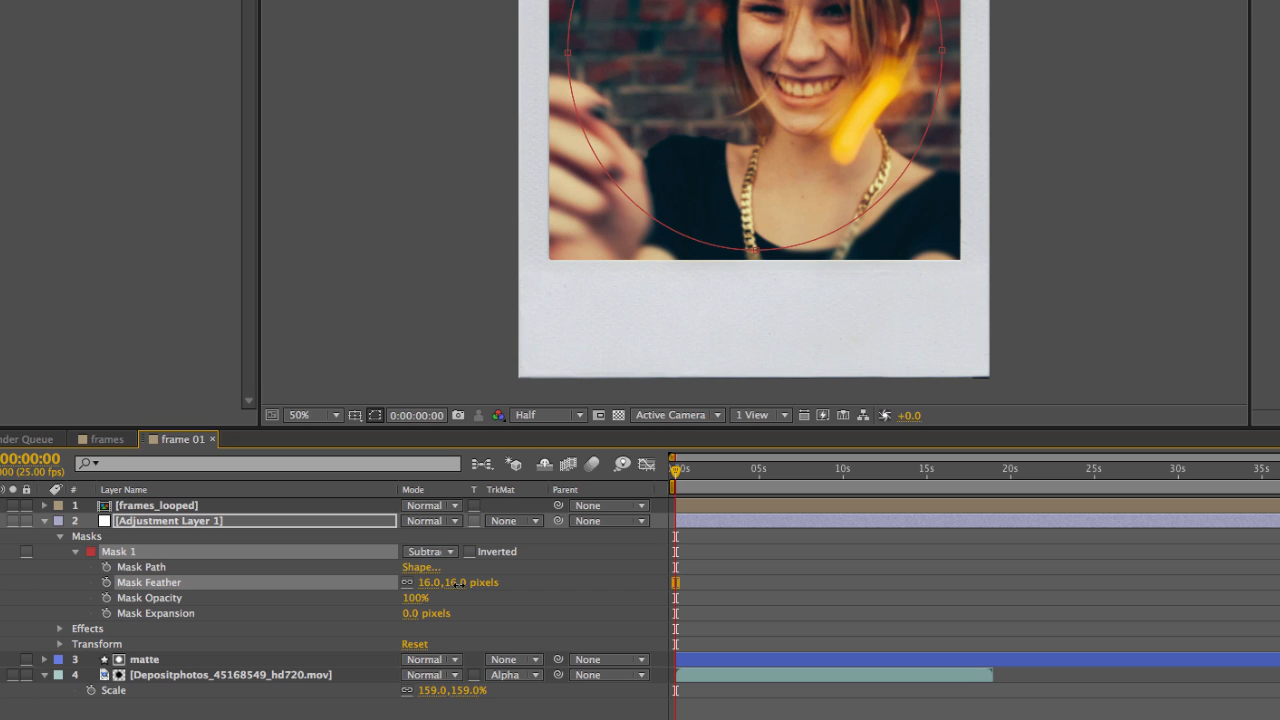 50%
0:00:00:00
Half
Active Camera
1 View
+0.0
nder Queue
frames
frame 01 ×
00:00:00
000 (25.00 fps)
# Layer Name Mode T TrkMat Parent
:00s 05s 10s 15s 20s 25s 30s 35s
1 [frames_looped] Normal None
2 [Adjustment Layer 1] Normal None None
Masks
Mask 1 Subtra Inverted
Mask Path Shape...
Mask Feather 16.0,16.0 pixels
Mask Opacity 100%
Mask Expansion 0.0 pixels
Effects
Transform Reset
3 matte Normal None None
4 [Depositphotos_45168549_hd720.mov] Normal Alpha None
Scale 159.0,159.0%